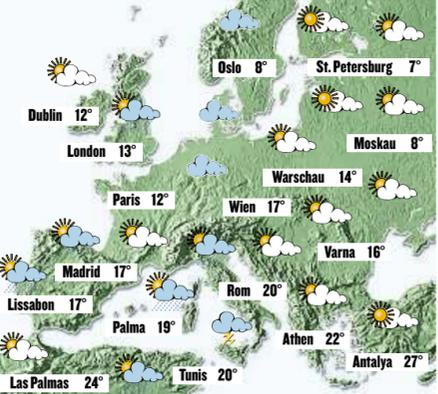 Oslo 8°
St. Petersburg 7°
Dublin 12°
London 13°
Moskau 8°
Warschau 14°
Paris 12°
Wien 17°
Varna 16°
Madrid 17°
Lissabon 17°
Rom 20°
Palma 19°
Athen 22°
Antalya 27°
Las Palmas 24°
Tunis 20°